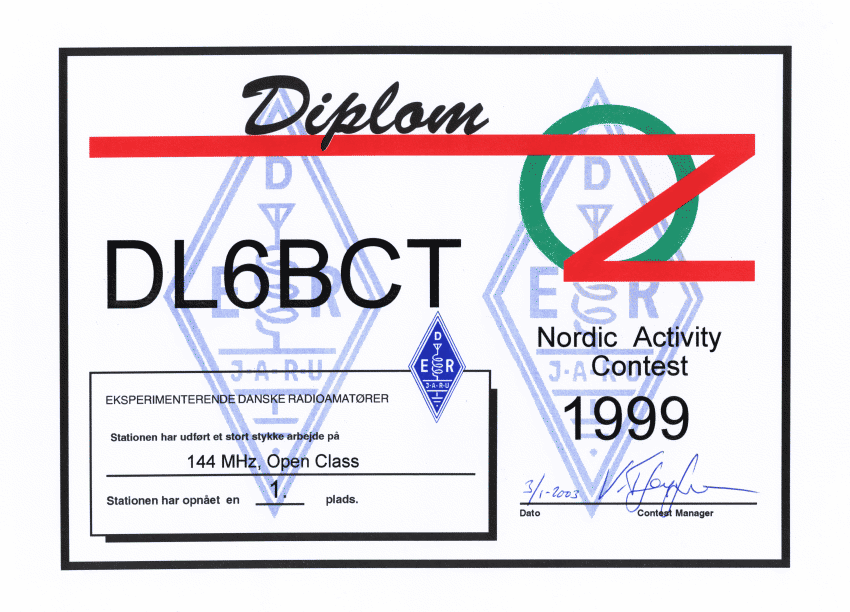 Diplom
OZ
DL6BCT
Nordic Activity
Contest
1999
EKSPERIMENTERENDE DANSKE RADIOAMATØRER
Stationen har udført et stort stykke arbejde på
144 MHz, Open Class
Stationen har opnået en 1. plads.
3/1-2003
Dato
Contest Manager
D
E R
J·A·R·U
D
E R
J·A·R·U
D
E R
J·A·R·U